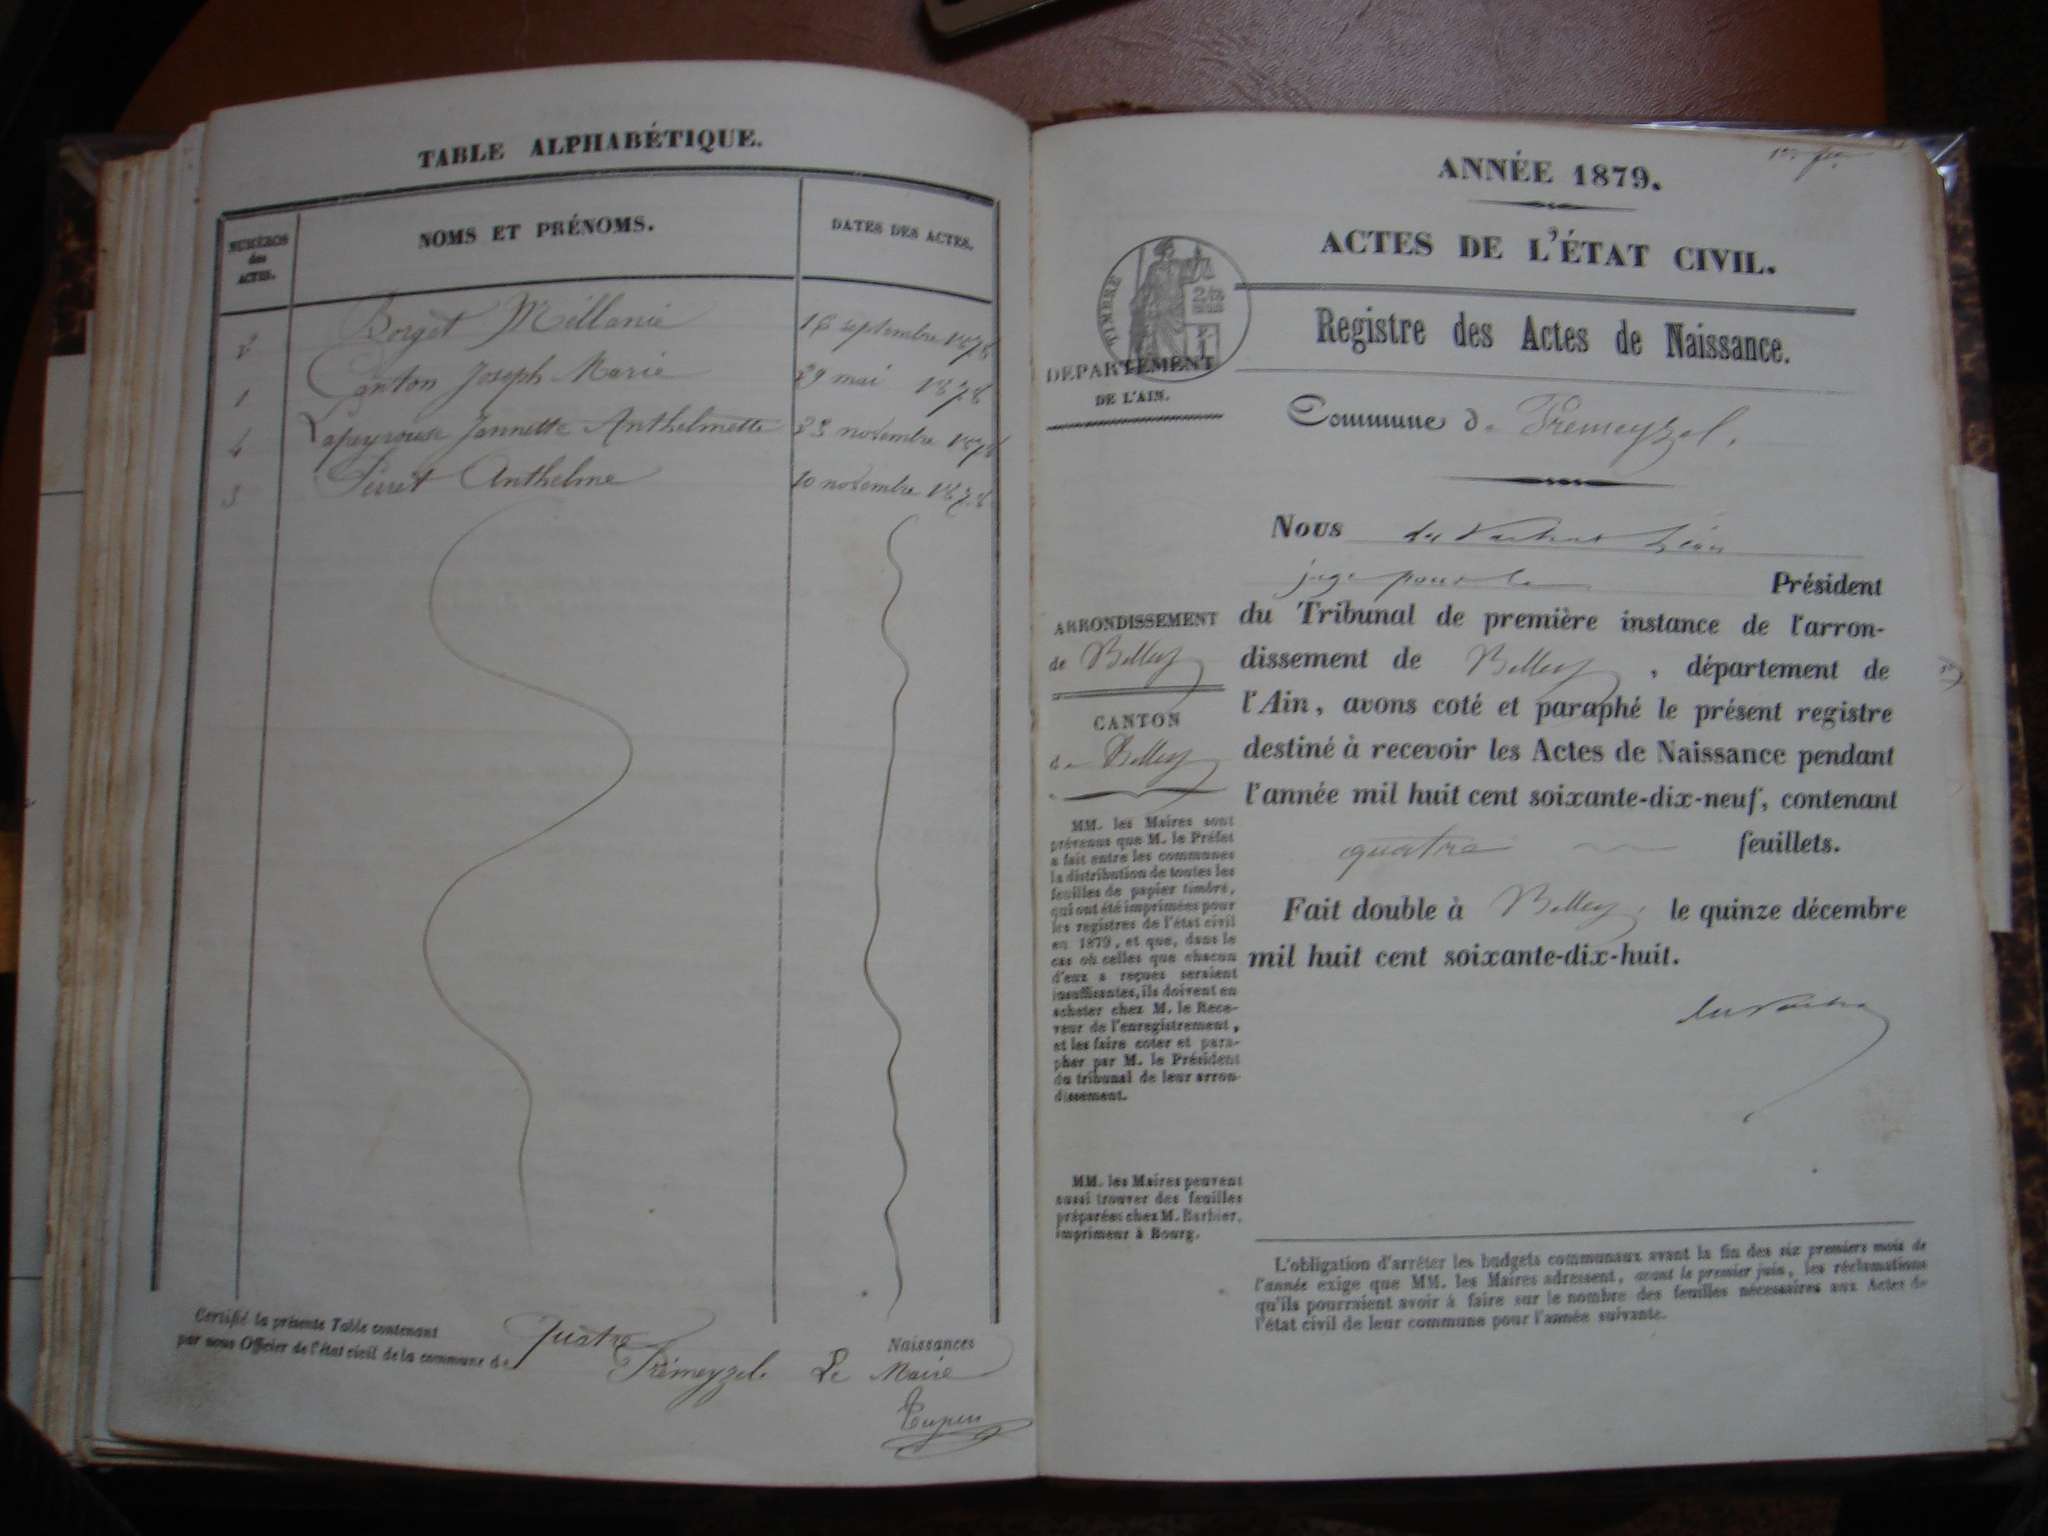 TABLE ALPHABÉTIQUE.
NUMÉROS
des
ACTES.
NOMS ET PRÉNOMS.
DATES DES ACTES.
2 Borget Méllanie 16 septembre 1878
1 Canton Joseph Marie 29 mai 1878
4 Lapeyrouse Jannette Anthelmette 23 novembre 1878
3 Perret Anthelme 10 novembre 1878
Certifié la présente Table contenant quatre Naissances
par nous Officier de l'état civil de la commune de Prémeyzel. Le Maire
ANNÉE 1879.
ACTES DE L'ÉTAT CIVIL.
TIMBRE
Registre des Actes de Naissance.
DÉPARTEMENT
DE L'AIN.
Commune de Prémeyzel.
Nous
juge pour le Président
du Tribunal de première instance de l'arron-
dissement de Belley, département de
l'Ain, avons coté et paraphé le présent registre
destiné à recevoir les Actes de Naissance pendant
l'année mil huit cent soixante-dix-neuf, contenant
quatre feuillets.
Fait double à Belley, le quinze décembre
mil huit cent soixante-dix-huit.
ARRONDISSEMENT
de Belley
CANTON
de Belley
MM. les Maires sont
prévenus que M. le Préfet
a fait entre les communes
la distribution de toutes les
feuilles de papier timbré,
qui ont été imprimées pour
les registres de l'état civil
en 1879, et que, dans le
cas où celles que chacun
d'eux a reçues seraient
insuffisantes, ils doivent en
acheter chez M. le Rece-
veur de l'enregistrement,
et les faire coter et para-
pher par M. le Président
du tribunal de leur arron-
dissement.
MM. les Maires peuvent
aussi trouver des feuilles
préparées chez M. Barbier,
imprimeur à Bourg.
L'obligation d'arrêter les budgets communaux avant la fin des six premiers mois de
l'année exige que MM. les Maires adressent, avant le premier juin, les réclamations
qu'ils pourraient avoir à faire sur le nombre des feuilles nécessaires aux Actes de
l'état civil de leur commune pour l'année suivante.